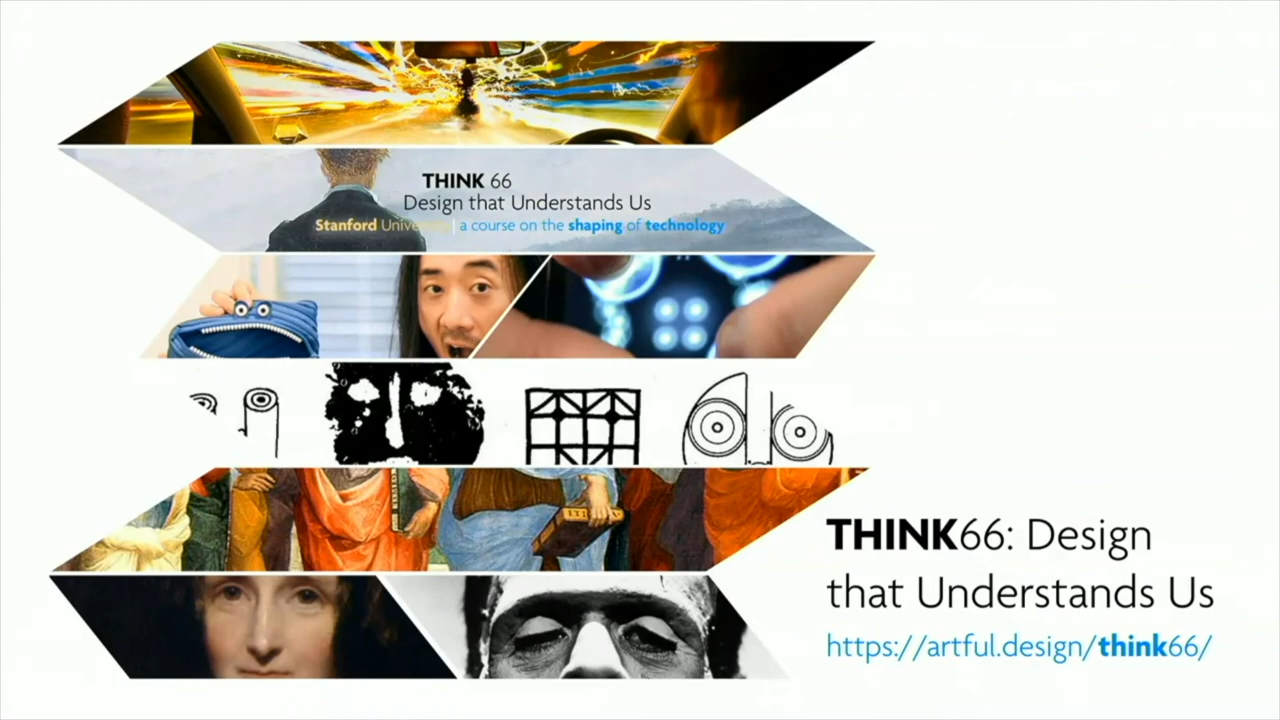 THINK 66
Design that Understands Us
Stanford University | a course on the shaping of technology
THINK66: Design
that Understands Us
https://artful.design/think66/